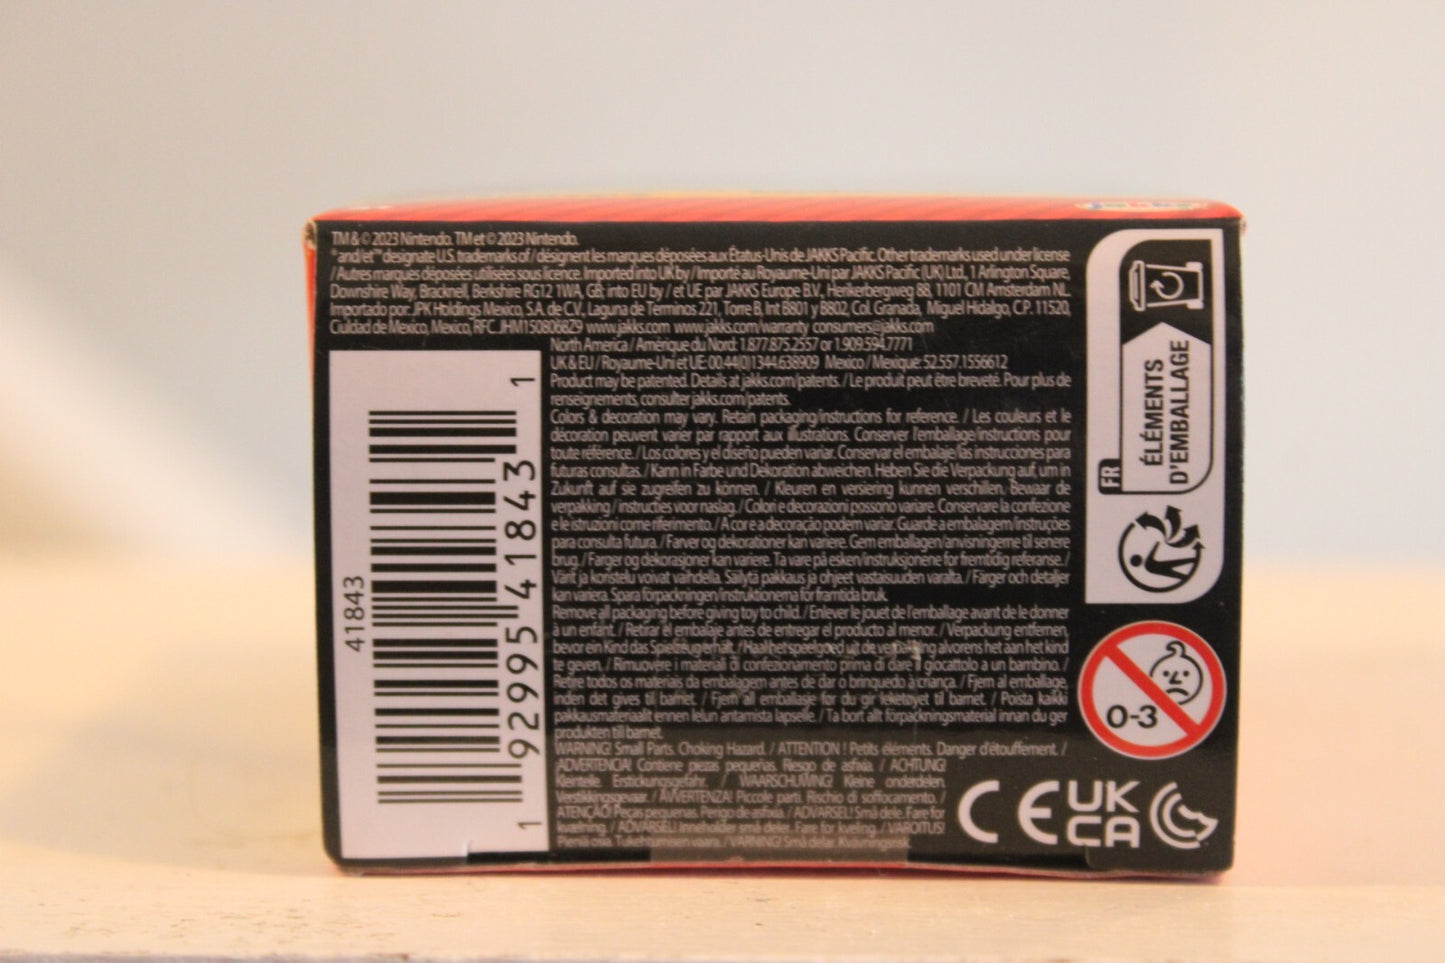 TM & © 2023 Nintendo. TM et © 2023 Nintendo.
" and/et " designate U.S. trademarks of / désignent les marques déposées aux États-Unis de JAKKS Pacific. Other trademarks used under license
/ Autres marques déposées utilisées sous licence. Imported into UK by / Importé au Royaume-Uni par JAKKS Pacific (UK) Ltd., 1 Arlington Square,
Downshire Way, Bracknell, Berkshire RG12 1WA, GB; into EU by / et UE par JAKKS Europe B.V., Herikerbergweg 88, 1101 CM Amsterdam NL.
Importado por: JPK Holdings Mexico, S.A. de C.V., Laguna de Términos 221, Torre B, Int B801 y B802, Col. Granada, Miguel Hidalgo, C.P. 11520,
Cuidad de Mexico, Mexico, RFC JHM1508068Z9 www.jakks.com www.jakks.com/warranty consumers@jakks.com
North America / Amérique du Nord: 1.877.875.2557 or 1.909.594.7771
UK & EU / Royaume-Uni et UE: 00 44(0)1344.638909 Mexico / Mexique: 52.557.1556612
Product may be patented. Details at jakks.com/patents. / Le produit peut être breveté. Pour plus de
renseignements, consulter jakks.com/patents.
Colors & decoration may vary. Retain packaging/instructions for reference. / Les couleurs et le
décoration peuvent varier par rapport aux illustrations. Conserver l'emballage/instructions pour
toute référence. / Los colores y el diseño pueden variar. Conservar el embalaje/las instrucciones para
futuras consultas. / Kann in Farbe und Dekoration abweichen. Heben Sie die Verpackung auf, um in
Zukunft auf sie zugreifen zu können. / Kleuren en versiering kunnen verschillen. Bewaar de
verpakking / instructies voor naslag. / Colori e decorazioni possono variare. Conservare la confezione
e le istruzioni come riferimento. / A cor e a decoração podem variar. Guarde a embalagem/instruções
para consulta futura. / Farver og dekorationer kan variere. Gem emballagen/anvisningerne til senere
brug. / Farger og dekorasjoner kan variere. Ta vare på esken/instruksjonene for fremtidig referanse. /
Värit ja koristelu voivat vaihdella. Säilytä pakkaus ja ohjeet vastaisuuden varalta. / Färger och detaljer
kan variera. Spara förpackningen/instruktionerna för framtida bruk.
Remove all packaging before giving toy to child. / Enlever le jouet de l'emballage avant de le donner
à un enfant. / Retirar el embalaje antes de entregar el producto al menor. / Verpackung entfernen,
bevor ein Kind das Spielzeug erhält. / Haal het speelgoed uit de verpakking alvorens het aan het kind
te geven. / Rimuovere i materiali di confezionamento prima di dare il giocattolo a un bambino. /
Retire todos os materiais da embalagem antes de dar o brinquedo à criança. / Fjern al emballage,
inden det gives til barnet. / Fjern all emballasje før du gir leketøyet til barnet. / Poista kaikki
pakkausmateriaalit ennen lelun antamista lapselle. / Ta bort allt förpackningsmaterial innan du ger
produkten till barnet.
WARNING! Small Parts. Choking Hazard. / ATTENTION ! Petits éléments. Danger d'étouffement. /
ADVERTENCIA! Contiene piezas pequeñas. Riesgo de asfixia. / ACHTUNG!
Kleinteile. Erstickungsgefahr. / WAARSCHUWING! Kleine onderdelen.
Verstikkingsgevaar. / AVVERTENZA! Piccole parti. Rischio di soffocamento. /
ATENÇÃO! Peças pequenas. Perigo de asfixia. / ADVARSEL! Små dele. Fare for
kvælning. / ADVARSEL! Inneholder små deler. Fare for kveling. / VAROITUS!
Pieniä osia. Tukehtumisen vaara. / VARNING! Små delar. Kvävningsrisk.
41843
1 92995 41843 1
FR
ÉLÉMENTS
D'EMBALLAGE
0-3
CE
UK
CA